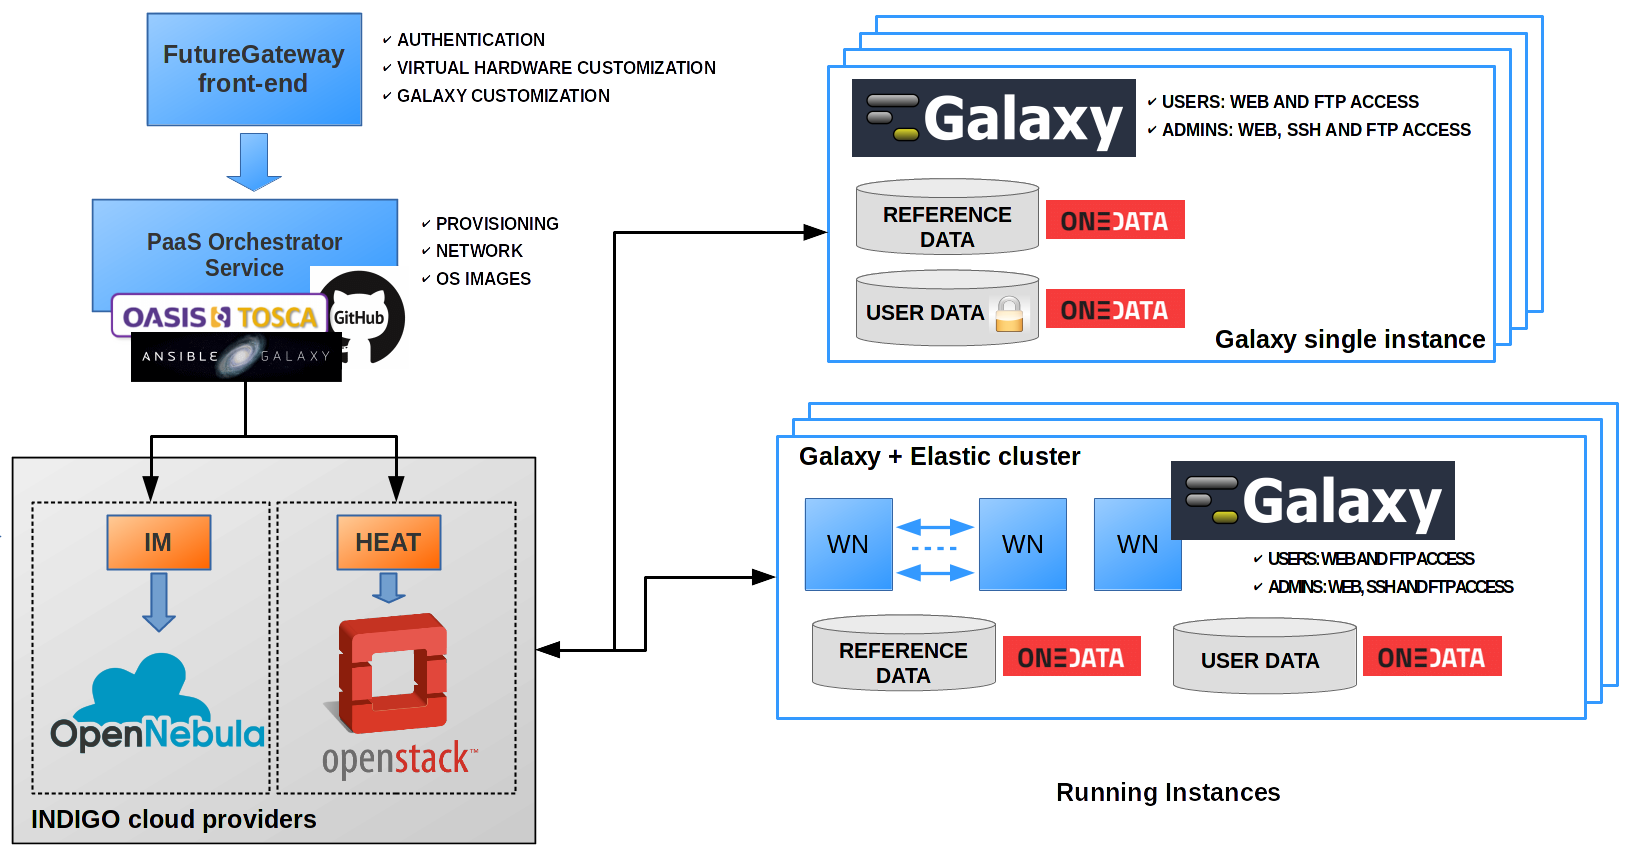 FutureGateway
front-end
✓ AUTHENTICATION
✓ VIRTUAL HARDWARE CUSTOMIZATION
✓ GALAXY CUSTOMIZATION
PaaS Orchestrator
Service
✓ PROVISIONING
✓ NETWORK
✓ OS IMAGES
OASIS TOSCA
GitHub
ANSIBLE GALAXY
IM
HEAT
OpenNebula
openstack™
INDIGO cloud providers
Galaxy
✓ USERS: WEB AND FTP ACCESS
✓ ADMINS: WEB, SSH AND FTP ACCESS
REFERENCE
DATA
ONEDATA
USER DATA
ONEDATA
Galaxy single instance
Galaxy + Elastic cluster
Galaxy
WN
WN
WN
✓ USERS: WEB AND FTP ACCESS
✓ ADMINS: WEB, SSH AND FTP ACCESS
REFERENCE
DATA
ONEDATA
USER DATA
ONEDATA
Running Instances